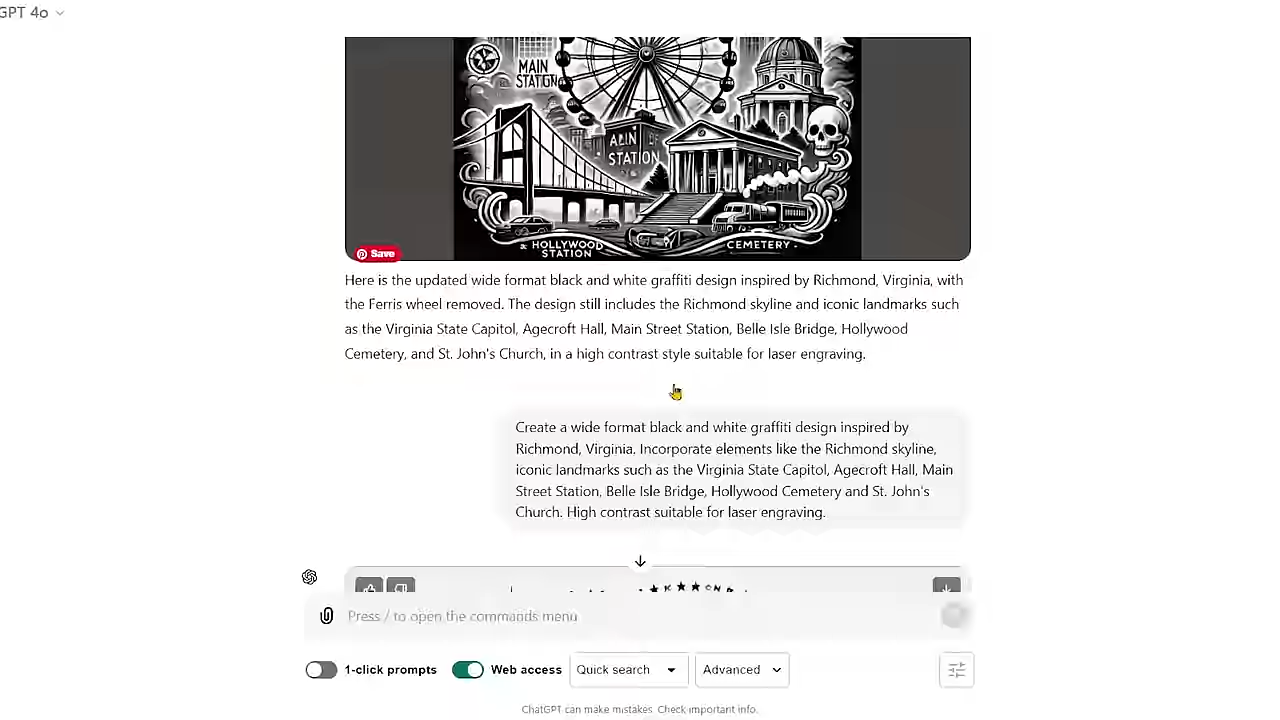 GPT 4o
MAIN
STATION
ALIN OF
STATION
HOLLYWOOD
STATION
CEMETERY -
Save
Here is the updated wide format black and white graffiti design inspired by Richmond, Virginia, with
the Ferris wheel removed. The design still includes the Richmond skyline and iconic landmarks such
as the Virginia State Capitol, Agecroft Hall, Main Street Station, Belle Isle Bridge, Hollywood
Cemetery, and St. John's Church, in a high contrast style suitable for laser engraving.
Create a wide format black and white graffiti design inspired by
Richmond, Virginia. Incorporate elements like the Richmond skyline,
iconic landmarks such as the Virginia State Capitol, Agecroft Hall, Main
Street Station, Belle Isle Bridge, Hollywood Cemetery and St. John's
Church. High contrast suitable for laser engraving.
Press / to open the commands menu
1-click prompts
Web access
Quick search
Advanced
ChatGPT can make mistakes. Check important info.